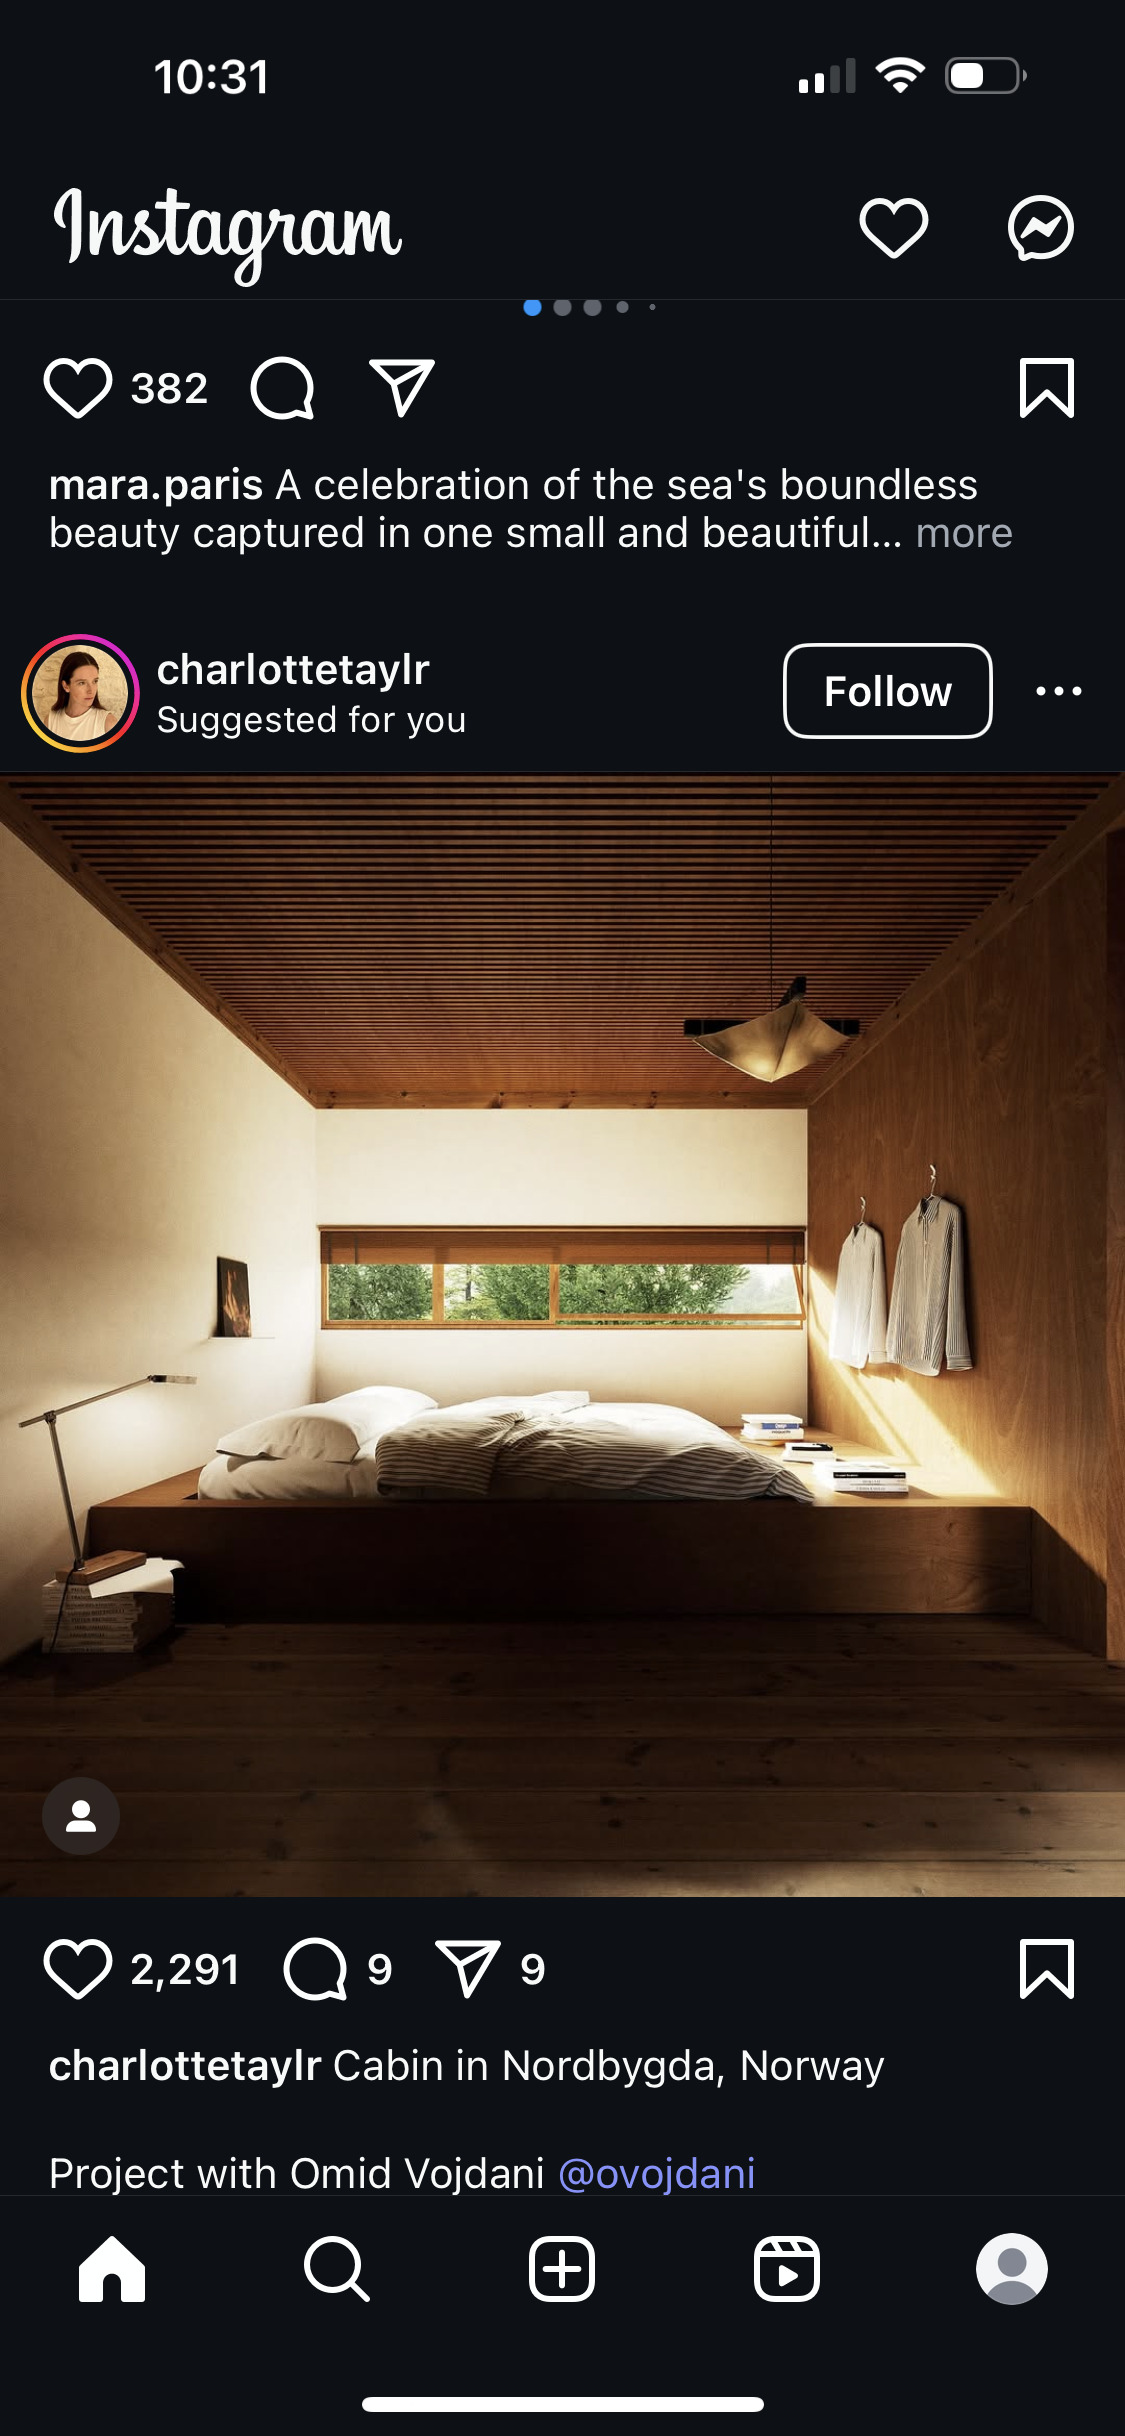 10:31
Instagram
382
mara.paris A celebration of the sea's boundless
beauty captured in one small and beautiful... more
charlottetaylr
Suggested for you
Follow
2,291 9 9
charlottetaylr Cabin in Nordbygda, Norway
Project with Omid Vojdani @ovojdani